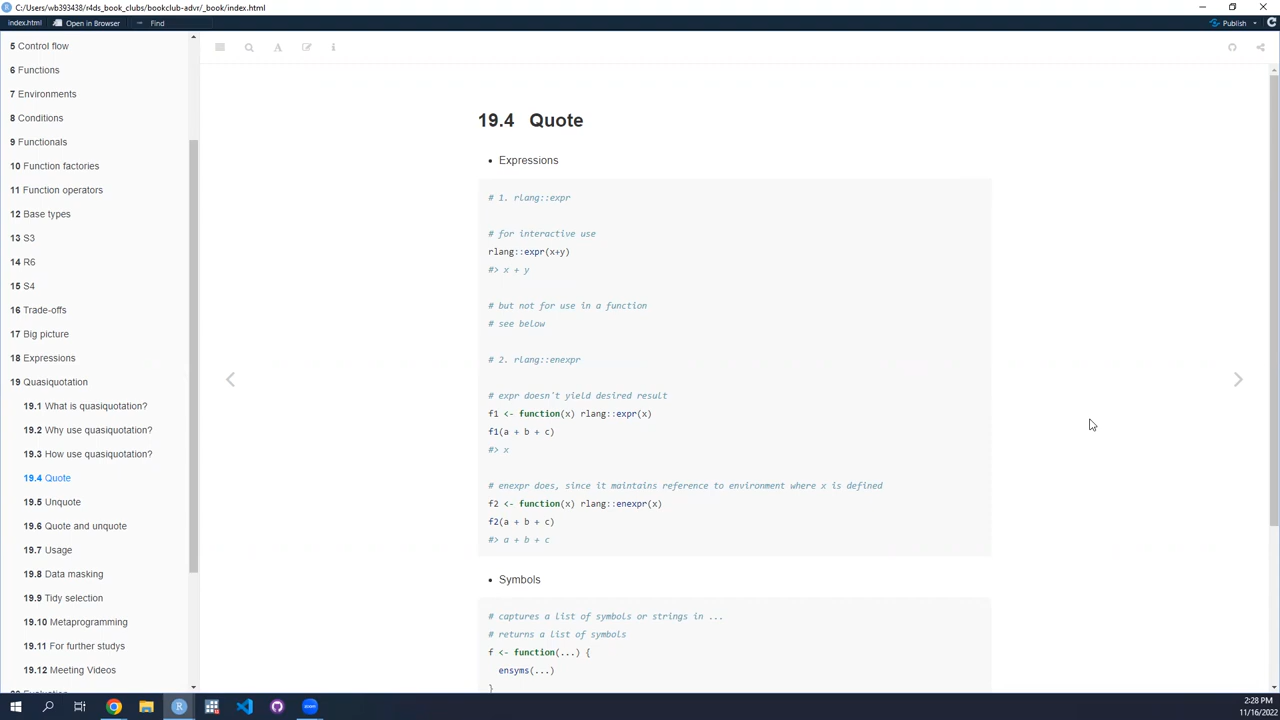 C:/Users/wb393438/r4ds_book_clubs/bookclub-advr/_book/index.html
index.html
Open in Browser
Find
Publish
5 Control flow
6 Functions
7 Environments
8 Conditions
9 Functionals
10 Function factories
11 Function operators
12 Base types
13 S3
14 R6
15 S4
16 Trade-offs
17 Big picture
18 Expressions
19 Quasiquotation
19.1 What is quasiquotation?
19.2 Why use quasiquotation?
19.3 How use quasiquotation?
19.4 Quote
19.5 Unquote
19.6 Quote and unquote
19.7 Usage
19.8 Data masking
19.9 Tidy selection
19.10 Metaprogramming
19.11 For further studys
19.12 Meeting Videos
20 Evaluation
19.4 Quote
• Expressions
# 1. rlang::expr
# for interactive use
rlang::expr(x+y)
#> x + y
# but not for use in a function
# see below
# 2. rlang::enexpr
# expr doesn't yield desired result
f1 <- function(x) rlang::expr(x)
f1(a + b + c)
#> x
# enexpr does, since it maintains reference to environment where x is defined
f2 <- function(x) rlang::enexpr(x)
f2(a + b + c)
#> a + b + c
• Symbols
# captures a list of symbols or strings in ...
# returns a list of symbols
f <- function(...) {
ensyms(...)
}
zoom
2:28 PM
11/16/2022